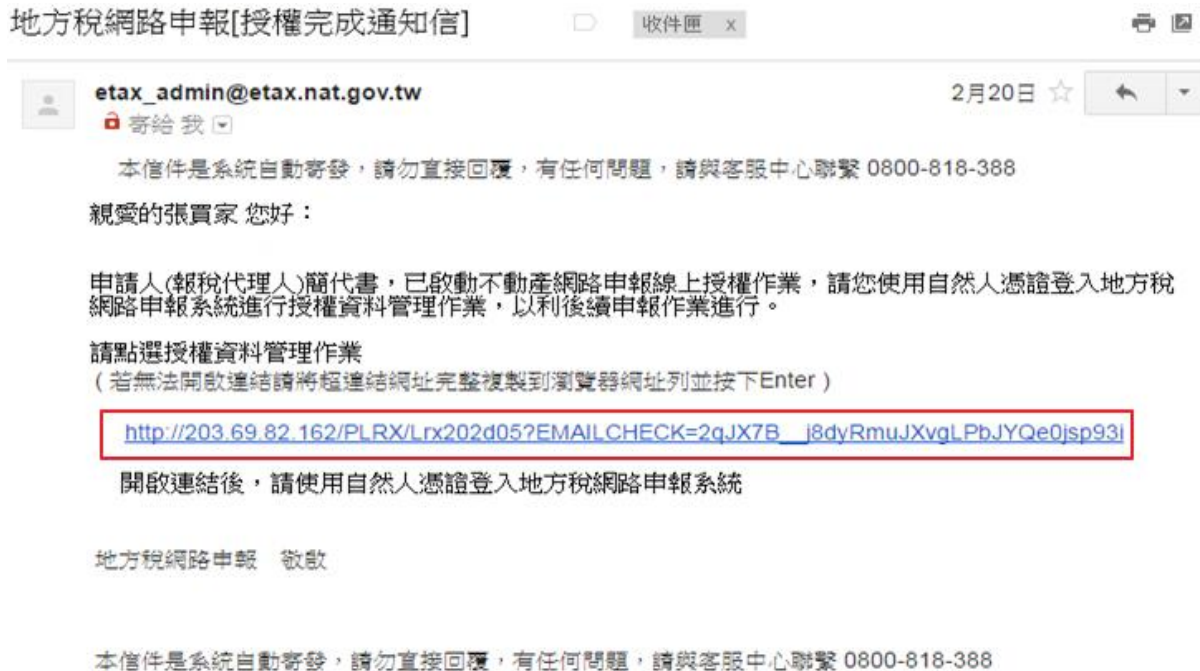 地方稅網路申報[授權完成通知信]
收件匣 x
etax_admin@etax.nat.gov.tw
2月20日
寄給 我
本信件是系統自動寄發，請勿直接回覆，有任何問題，請與客服中心聯繫 0800-818-388
親愛的張買家 您好：
申請人(報稅代理人)簡代書，已啟動不動產網路申報線上授權作業，請您使用自然人憑證登入地方稅
網路申報系統進行授權資料管理作業，以利後續申報作業進行。
請點選授權資料管理作業
( 若無法開啟連結請將超連結網址完整複製到瀏覽器網址列並按下Enter )
http://203.69.82.162/PLRX/Lrx202d05?EMAILCHECK=2qJX7B__j8dyRmuJXvgLPbJYQe0jsp93i
開啟連結後，請使用自然人憑證登入地方稅網路申報系統
地方稅網路申報 敬啟
本信件是系統自動寄發，請勿直接回覆，有任何問題，請與客服中心聯繫 0800-818-388